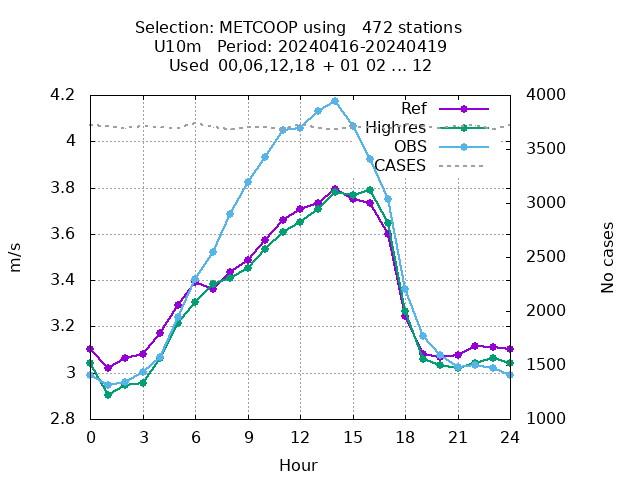 Selection: METCOOP using   472 stations
U10m   Period: 20240416-20240419
Used  00,06,12,18 + 01 02 ... 12
4.2
4
3.8
3.6
3.4
3.2
3
2.8
m/s
4000
3500
3000
2500
2000
1500
1000
No cases
Ref
Highres
OBS
CASES
0 3 6 9 12 15 18 21 24
Hour